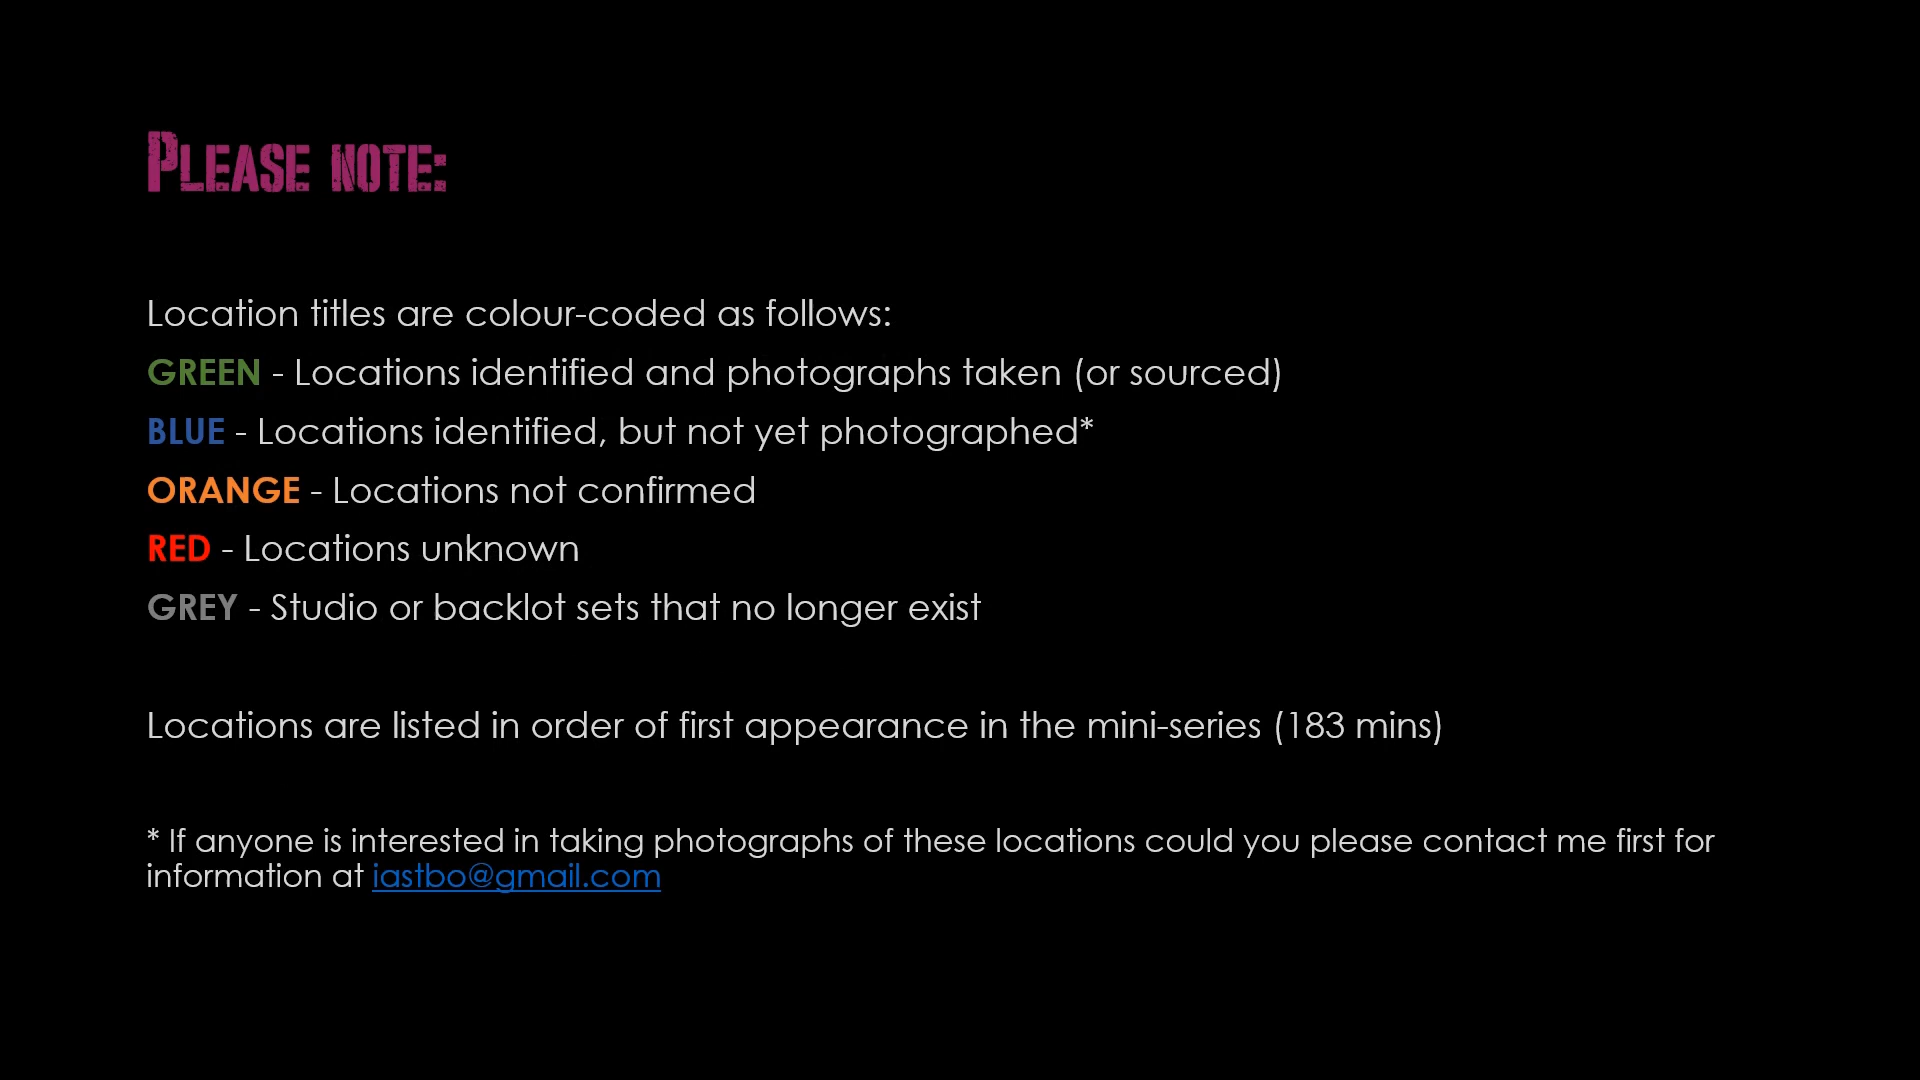 Please note:
Location titles are colour-coded as follows:
GREEN - Locations identified and photographs taken (or sourced)
BLUE - Locations identified, but not yet photographed*
ORANGE - Locations not confirmed
RED - Locations unknown
GREY - Studio or backlot sets that no longer exist
Locations are listed in order of first appearance in the mini-series (183 mins)
* If anyone is interested in taking photographs of these locations could you please contact me first for
information at iastbo@gmail.com